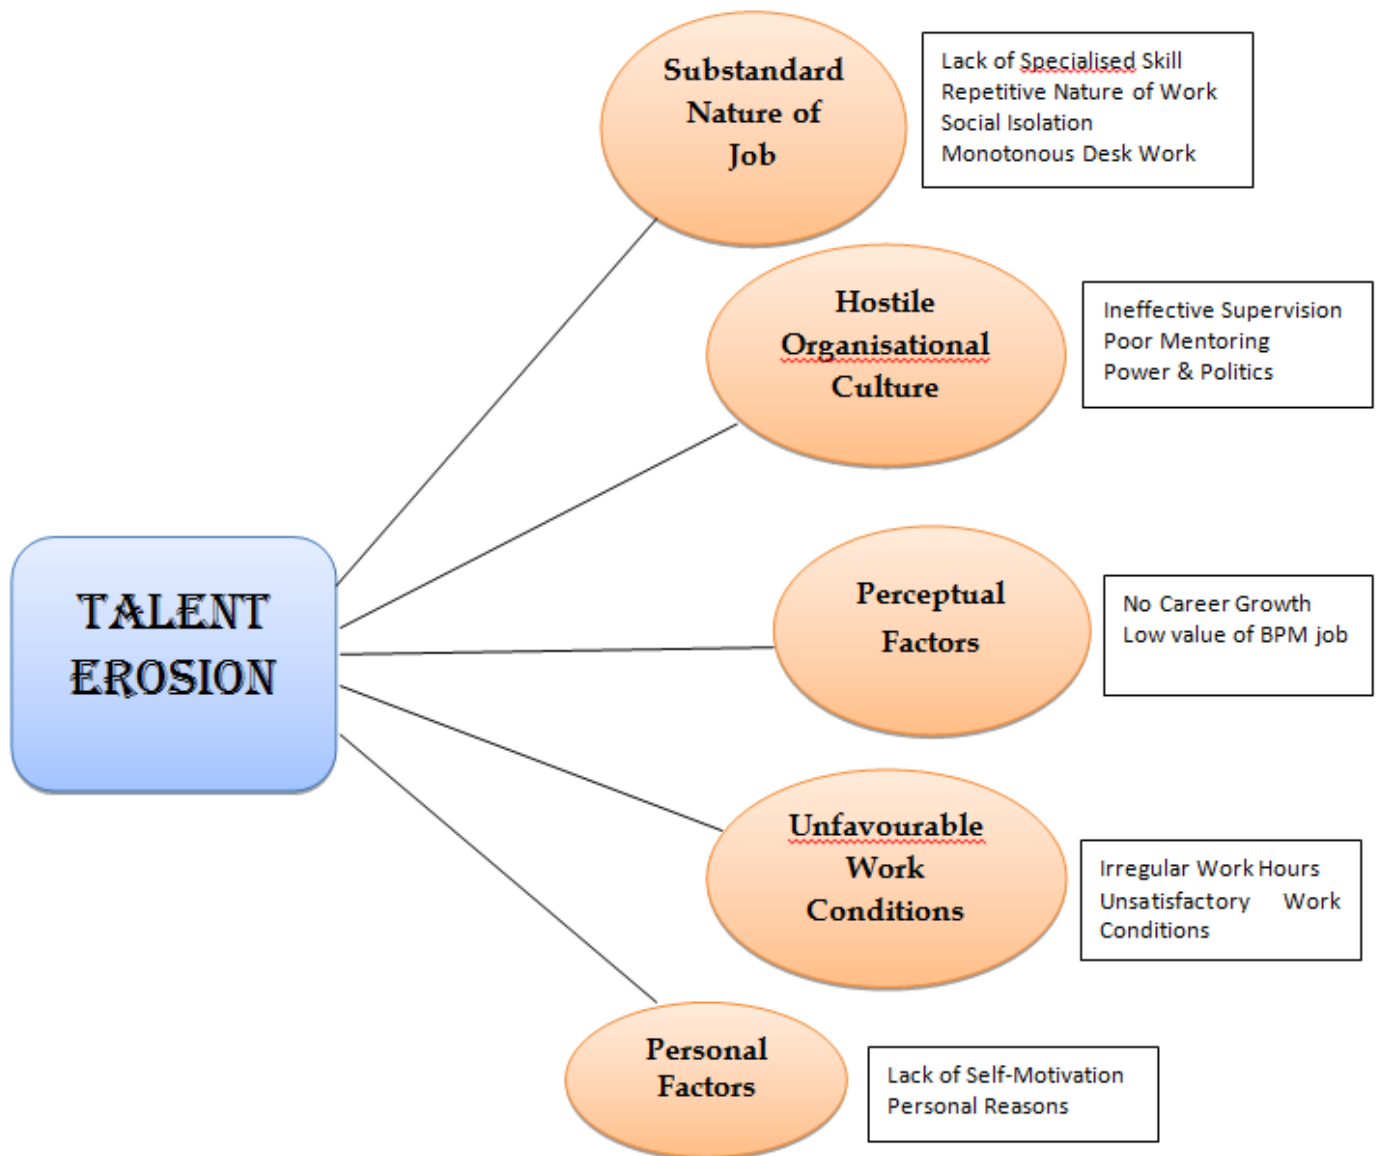 Substandard
Nature of
Job
Lack of Specialised Skill
Repetitive Nature of Work
Social Isolation
Monotonous Desk Work
Hostile
Organisational
Culture
Ineffective Supervision
Poor Mentoring
Power & Politics
TALENT
EROSION
Perceptual
Factors
No Career Growth
Low value of BPM job
Unfavourable
Work
Conditions
Irregular Work Hours
Unsatisfactory Work
Conditions
Personal
Factors
Lack of Self-Motivation
Personal Reasons